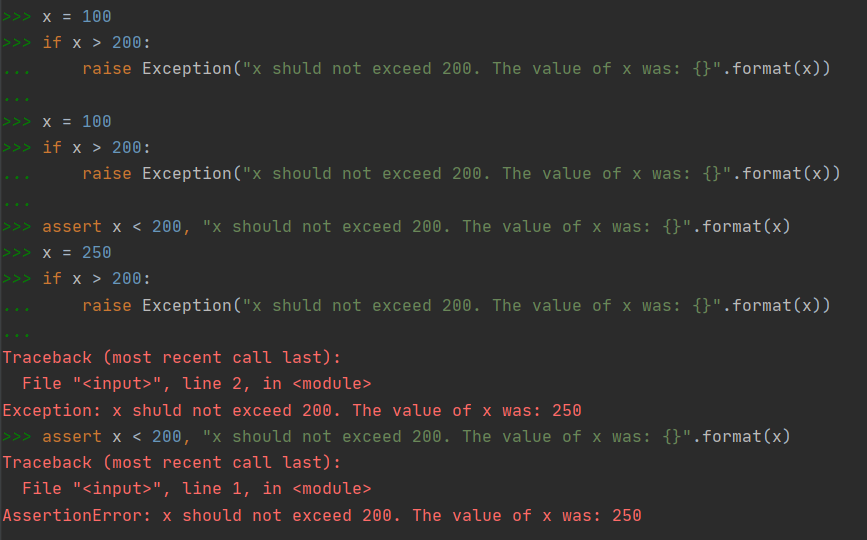 >>> x = 100
>>> if x > 200:
...     raise Exception("x shuld not exceed 200. The value of x was: {}".format(x))
...
>>> x = 100
>>> if x > 200:
...     raise Exception("x should not exceed 200. The value of x was: {}".format(x))
...
>>> assert x < 200, "x should not exceed 200. The value of x was: {}".format(x)
>>> x = 250
>>> if x > 200:
...     raise Exception("x shuld not exceed 200. The value of x was: {}".format(x))
...
Traceback (most recent call last):
  File "<input>", line 2, in <module>
Exception: x shuld not exceed 200. The value of x was: 250
>>> assert x < 200, "x should not exceed 200. The value of x was: {}".format(x)
Traceback (most recent call last):
  File "<input>", line 1, in <module>
AssertionError: x should not exceed 200. The value of x was: 250